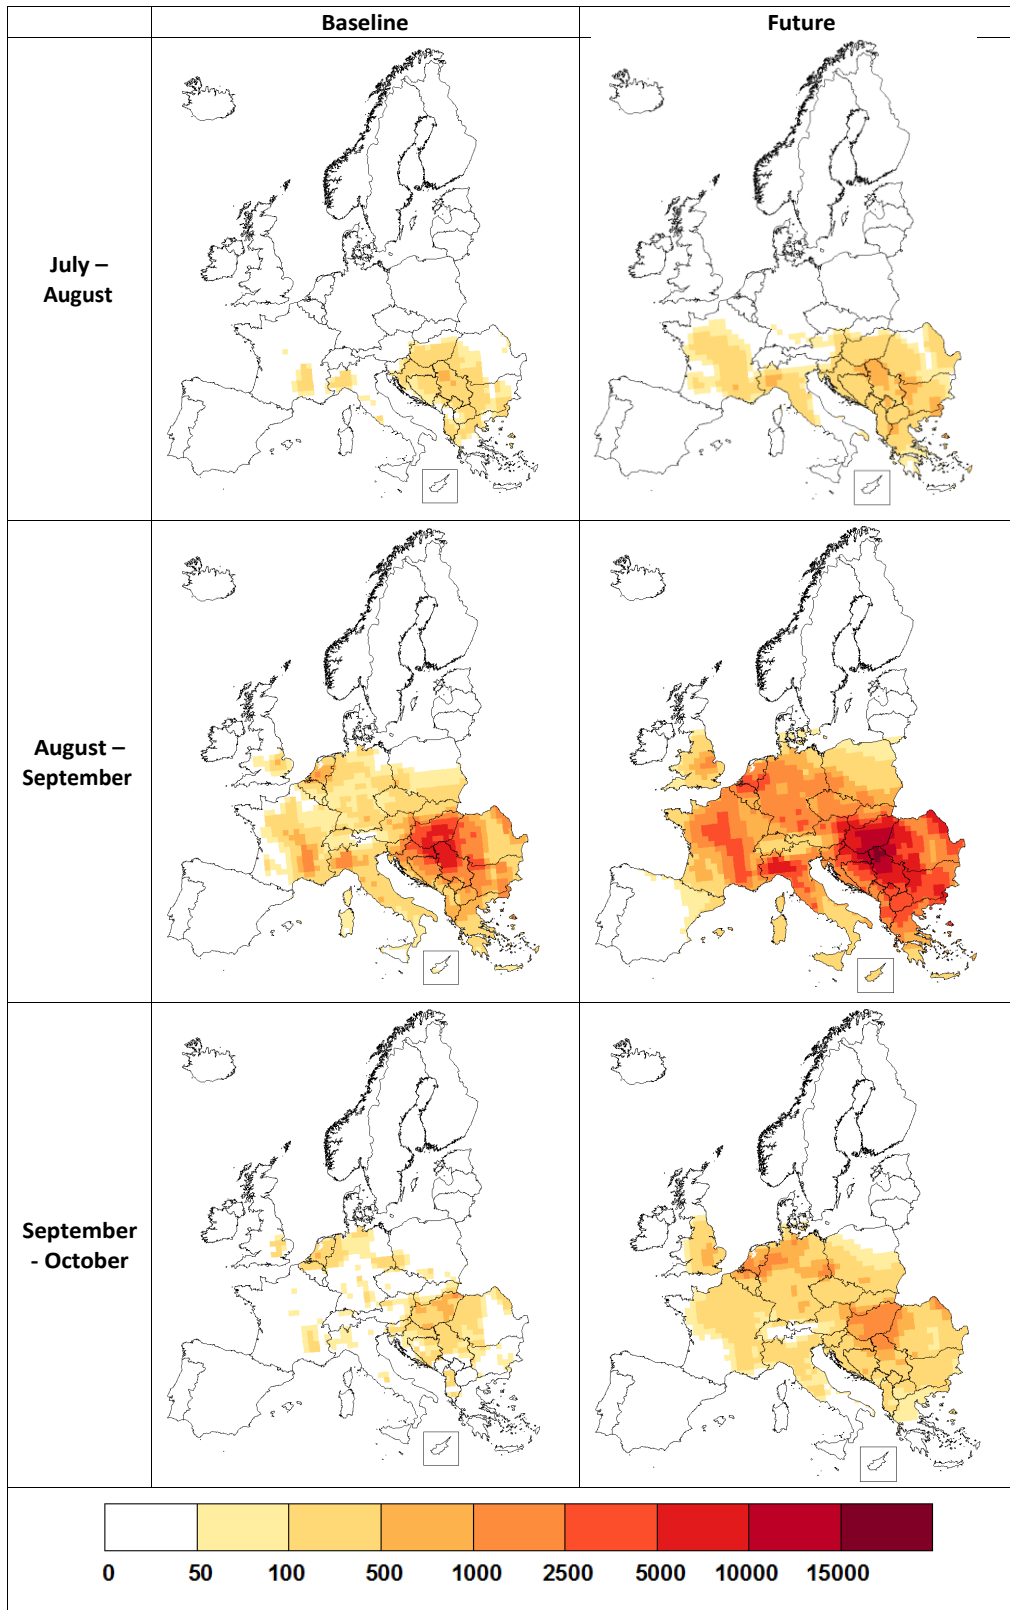 Baseline
Future
July –
August
August –
September
September
- October
0 50 100 500 1000 2500 5000 10000 15000